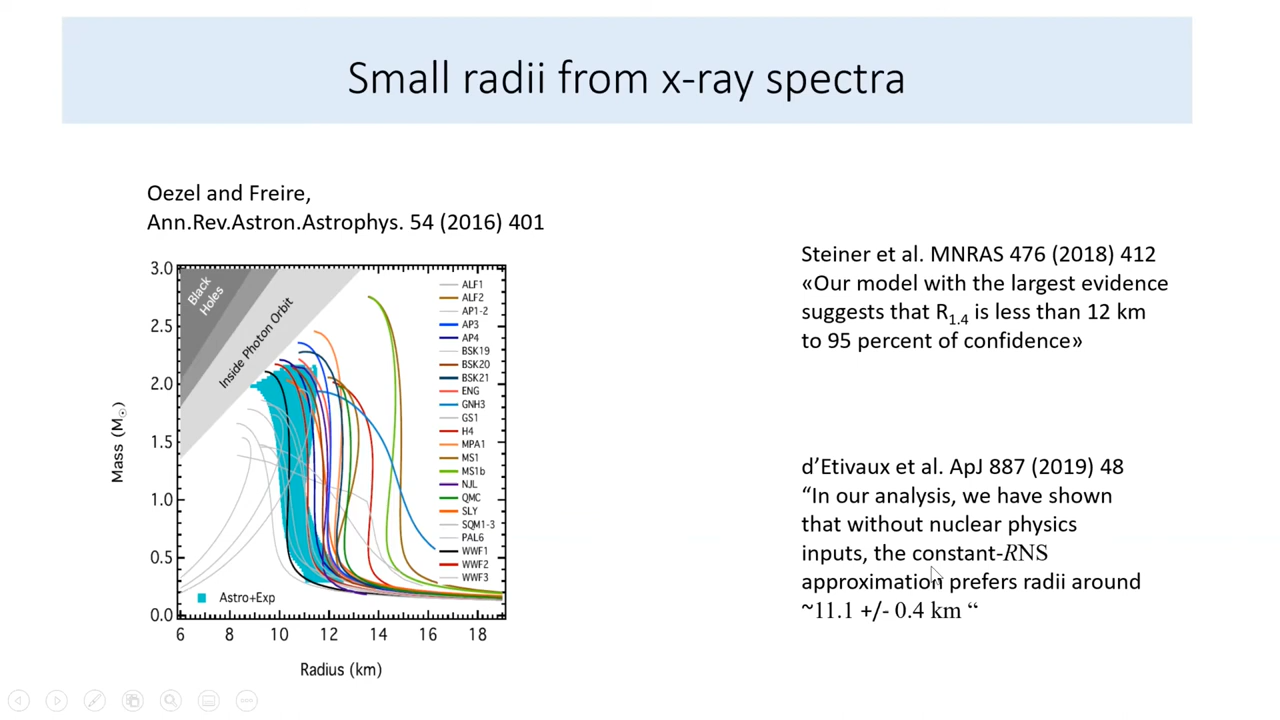 Small radii from x-ray spectra
Oezel and Freire,
Ann.Rev.Astron.Astrophys. 54 (2016) 401
Steiner et al. MNRAS 476 (2018) 412
«Our model with the largest evidence
suggests that R1.4 is less than 12 km
to 95 percent of confidence»
d’Etivaux et al. ApJ 887 (2019) 48
“In our analysis, we have shown
that without nuclear physics
inputs, the constant-RNS
approximation prefers radii around
~11.1 +/- 0.4 km “
3.0
2.5
2.0
1.5
1.0
0.5
0.0
Mass (M☉)
Black
Holes
Inside Photon Orbit
ALF1
ALF2
AP1-2
AP3
AP4
BSK19
BSK20
BSK21
ENG
GNH3
GS1
H4
MPA1
MS1
MS1b
NJL
QMC
SLY
SQM1-3
PAL6
WWF1
WWF2
WWF3
Astro+Exp
6 8 10 12 14 16 18
Radius (km)